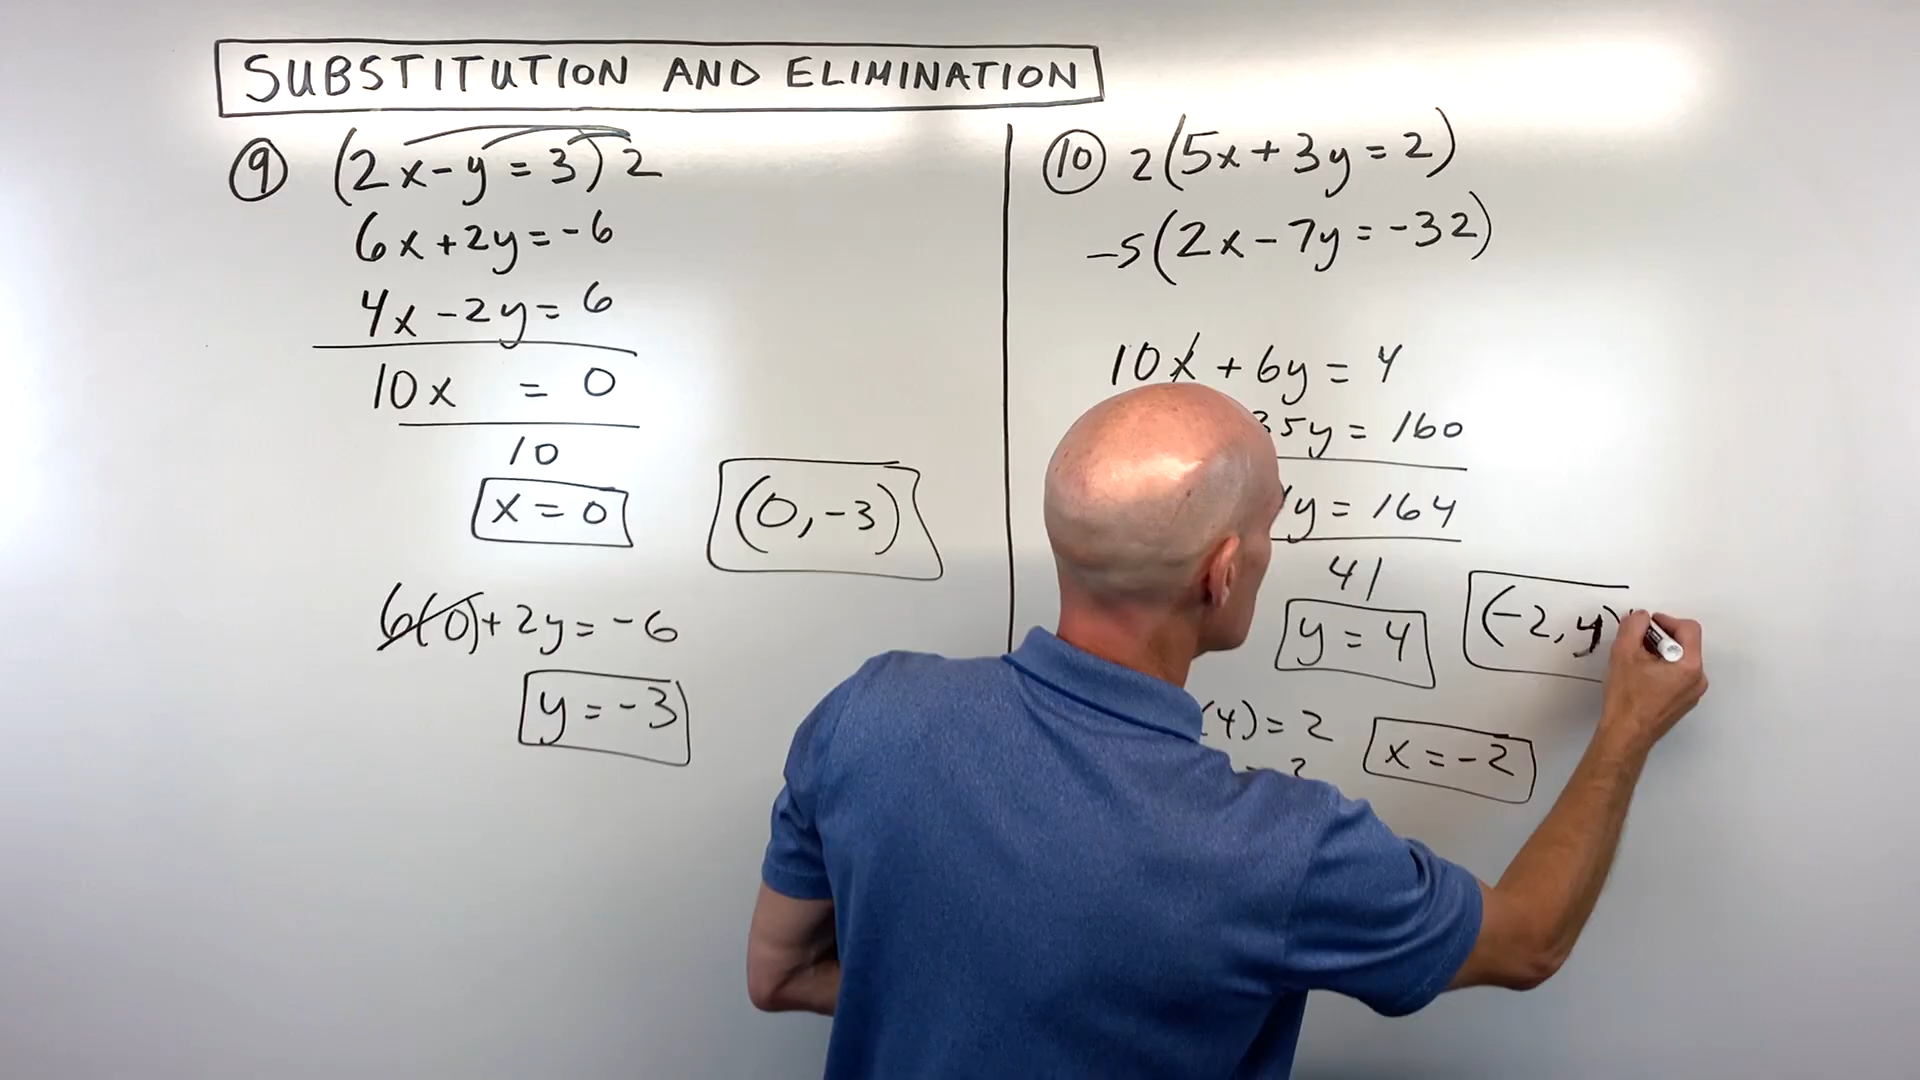 SUBSTITUTION AND ELIMINATION
⑨ (2x-y=3)2
6x+2y=-6
4x-2y=6
10x = 0
10
x=0
(0,-3)
6(0)+2y=-6
y=-3
⑩ 2(5x+3y=2)
-5(2x-7y=-32)
10x+6y=4
35y=160
y=164
41
y=4
(-2,4)
(4)=2
x=-2